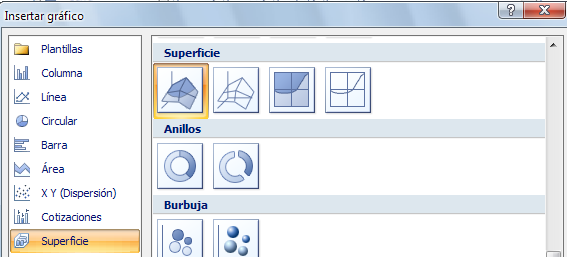 Insertar gráfico
Plantillas
Columna
Línea
Circular
Barra
Área
X Y (Dispersión)
Cotizaciones
Superficie
Superficie
Anillos
Burbuja